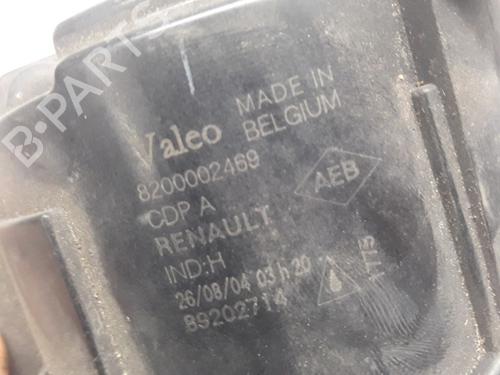 Valeo MADE IN
BELGIUM
8200002469
CDP A
AEB
RENAULT
IND:H
26/08/04 03 h 20
89202714
B-PARTS